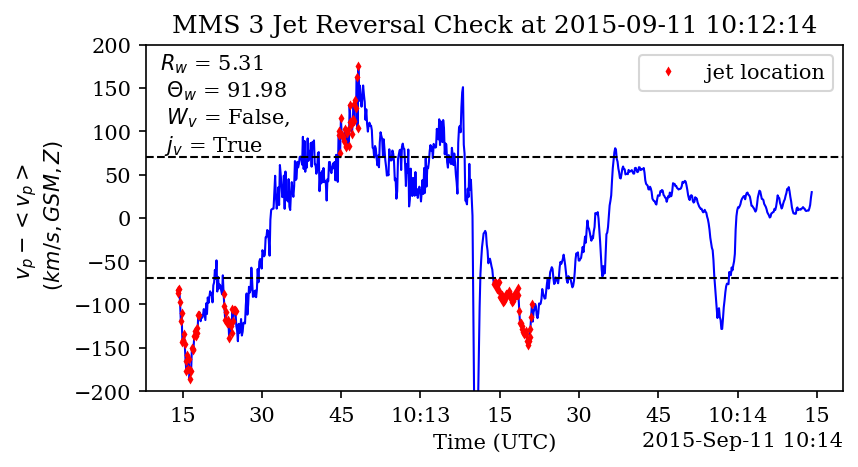 MMS 3 Jet Reversal Check at 2015-09-11 10:12:14
R_w = 5.31
Θ_w = 91.98
W_v = False,
j_v = True
jet location
v_p − < v_p >
(km/s, GSM, Z)
200
150
100
50
0
−50
−100
−150
−200
15 30 45 10:13 15 30 45 10:14 15
Time (UTC)
2015-Sep-11 10:14